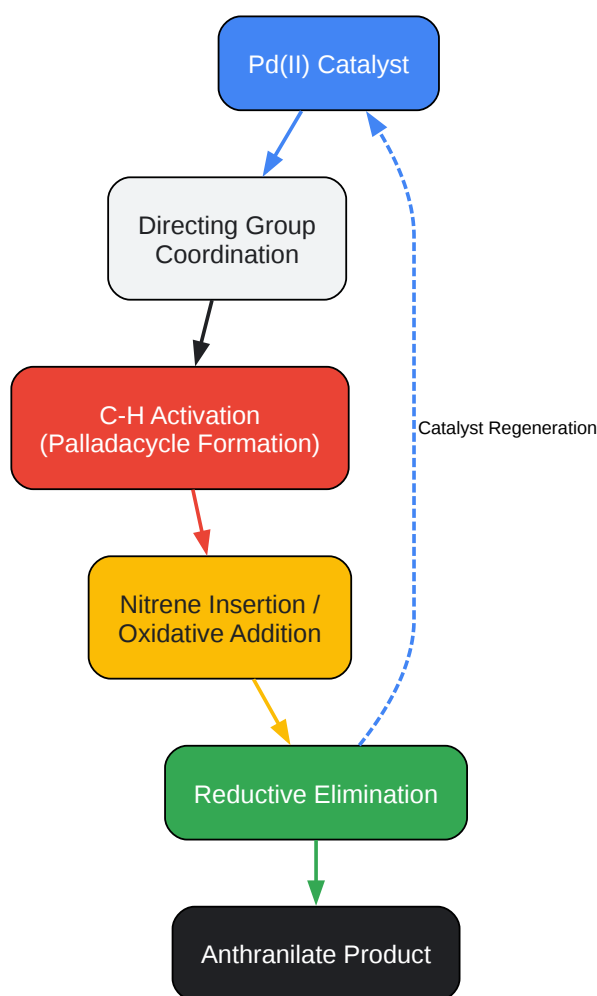 Pd(II) Catalyst
Directing Group
Coordination
C-H Activation
(Palladacycle Formation)
Catalyst Regeneration
Nitrene Insertion /
Oxidative Addition
Reductive Elimination
Anthranilate Product